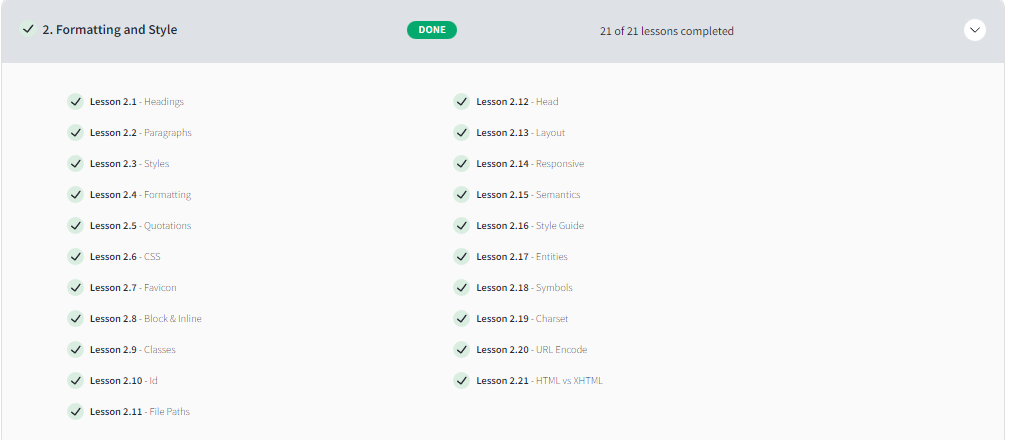 2. Formatting and Style
DONE
21 of 21 lessons completed
Lesson 2.1 - Headings
Lesson 2.2 - Paragraphs
Lesson 2.3 - Styles
Lesson 2.4 - Formatting
Lesson 2.5 - Quotations
Lesson 2.6 - CSS
Lesson 2.7 - Favicon
Lesson 2.8 - Block & Inline
Lesson 2.9 - Classes
Lesson 2.10 - Id
Lesson 2.11 - File Paths
Lesson 2.12 - Head
Lesson 2.13 - Layout
Lesson 2.14 - Responsive
Lesson 2.15 - Semantics
Lesson 2.16 - Style Guide
Lesson 2.17 - Entities
Lesson 2.18 - Symbols
Lesson 2.19 - Charset
Lesson 2.20 - URL Encode
Lesson 2.21 - HTML vs XHTML